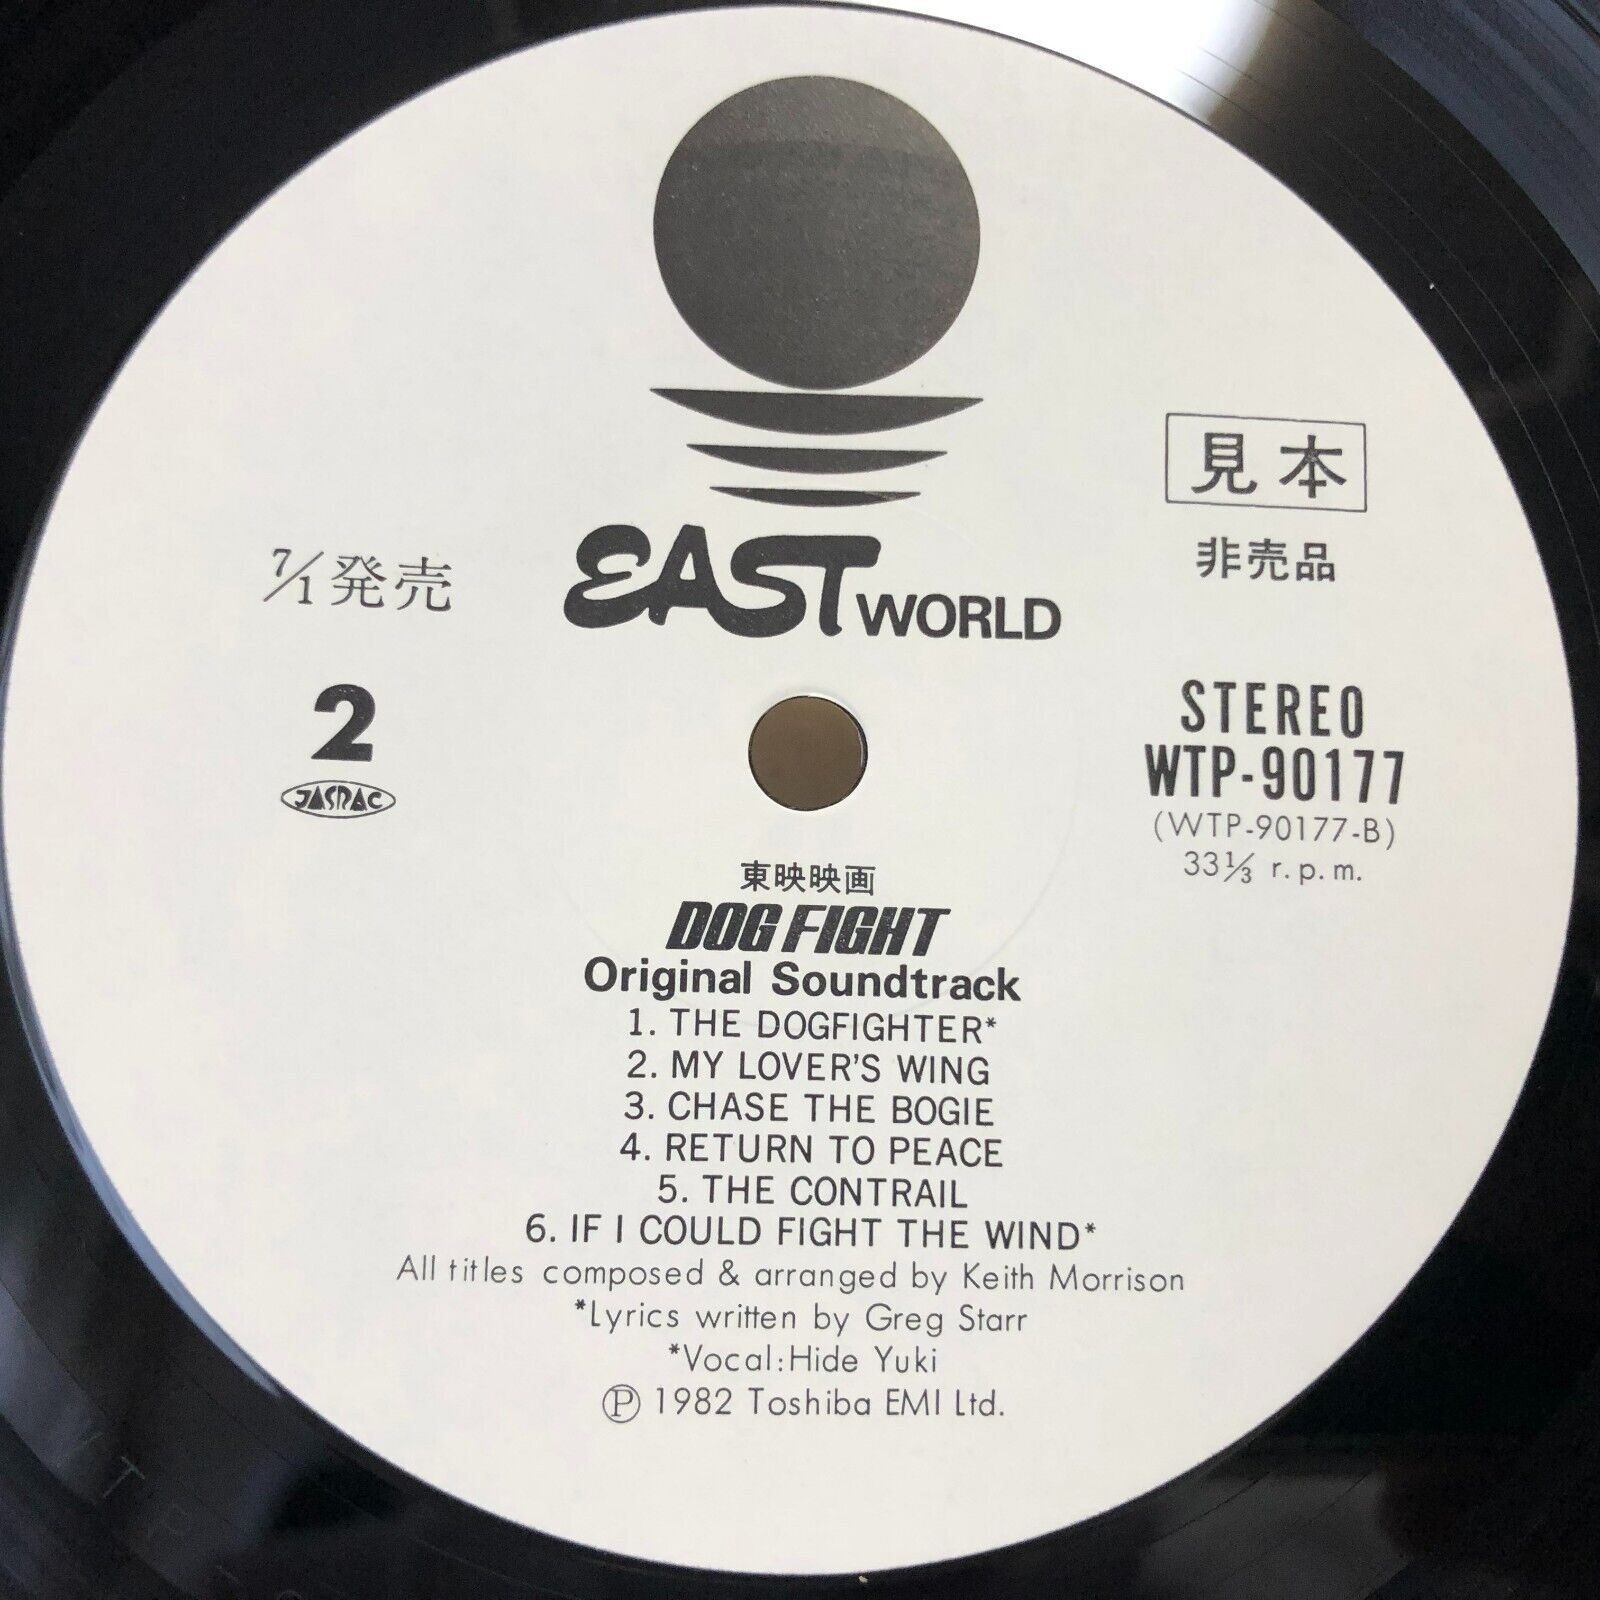 見本
非売品
7/1発売
EAST WORLD
2
JASRAC
STEREO
WTP-90177
(WTP-90177-B)
33 1/3 r.p.m.
東映映画
DOG FIGHT
Original Soundtrack
1. THE DOGFIGHTER*
2. MY LOVER'S WING
3. CHASE THE BOGIE
4. RETURN TO PEACE
5. THE CONTRAIL
6. IF I COULD FIGHT THE WIND*
All titles composed & arranged by Keith Morrison
*Lyrics written by Greg Starr
*Vocal:Hide Yuki
Ⓟ 1982 Toshiba EMI Ltd.